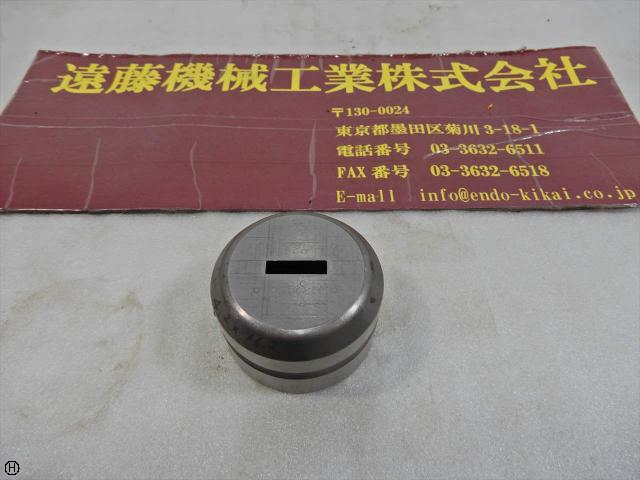 遠藤機械工業株式会社
〒130-0024
東京都墨田区菊川 3-18-1
電話番号 03-3632-6511
FAX 番号 03-3632-6518
E-mail info@endo-kikai.co.jp
H